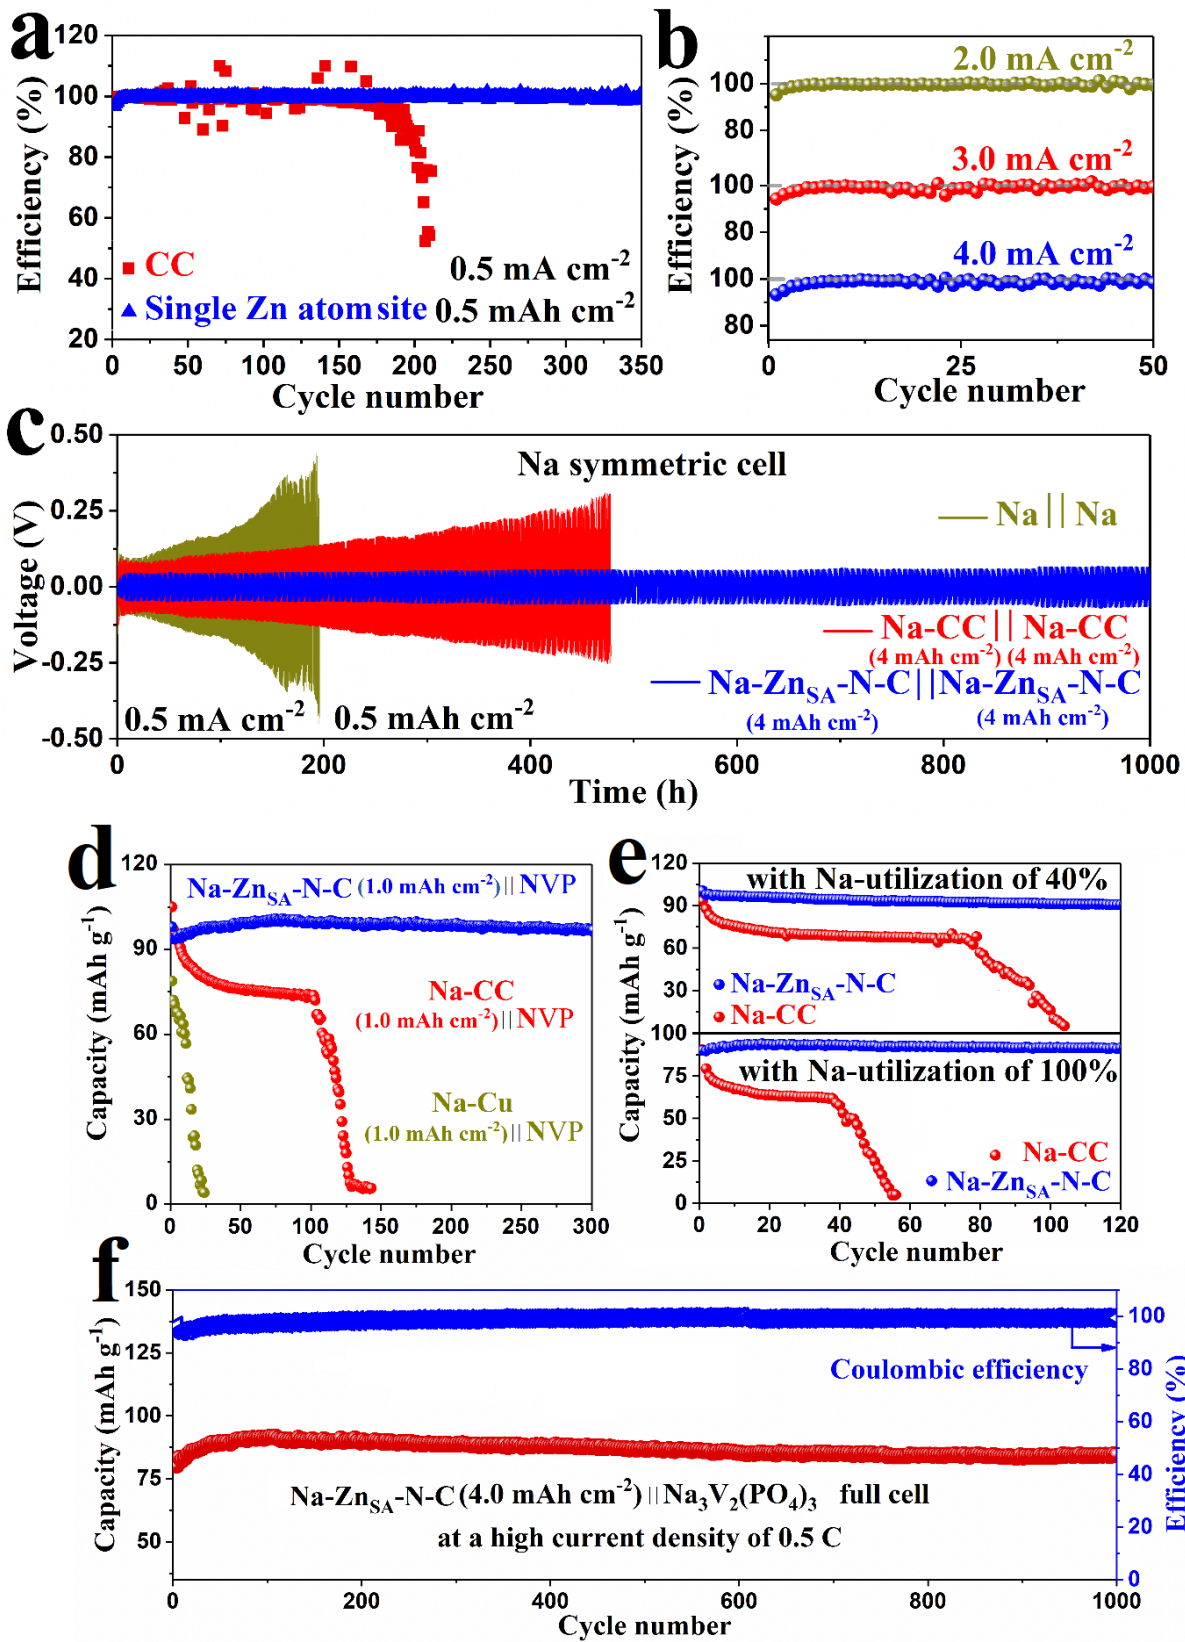 a
120
100
80
60
40
20
Efficiency (%)
CC
0.5 mA cm⁻²
Single Zn atom site
0.5 mAh cm⁻²
0 50 100 150 200 250 300 350
Cycle number
b
2.0 mA cm⁻²
100
80
3.0 mA cm⁻²
100
80
4.0 mA cm⁻²
100
80
Efficiency (%)
0 25 50
Cycle number
c
0.50
0.25
0.00
-0.25
-0.50
Voltage (V)
Na symmetric cell
Na||Na
Na-CC||Na-CC
(4 mAh cm⁻²) (4 mAh cm⁻²)
Na-Zn_SA-N-C||Na-Zn_SA-N-C
(4 mAh cm⁻²) (4 mAh cm⁻²)
0.5 mA cm⁻² 0.5 mAh cm⁻²
0 200 400 600 800 1000
Time (h)
d
120
90
60
30
0
Capacity (mAh g⁻¹)
Na-Zn_SA-N-C (1.0 mAh cm⁻²)||NVP
Na-CC
(1.0 mAh cm⁻²)||NVP
Na-Cu
(1.0 mAh cm⁻²)||NVP
0 50 100 150 200 250 300
Cycle number
e
120
90
60
30
100
75
50
25
0
Capacity (mAh g⁻¹)
with Na-utilization of 40%
Na-Zn_SA-N-C
Na-CC
with Na-utilization of 100%
Na-CC
Na-Zn_SA-N-C
0 20 40 60 80 100 120
Cycle number
f
150
125
100
75
50
Capacity (mAh g⁻¹)
Coulombic efficiency
Na-Zn_SA-N-C (4.0 mAh cm⁻²)||Na₃V₂(PO₄)₃ full cell
at a high current density of 0.5 C
100
80
60
40
20
0
Efficiency (%)
0 200 400 600 800 1000
Cycle number